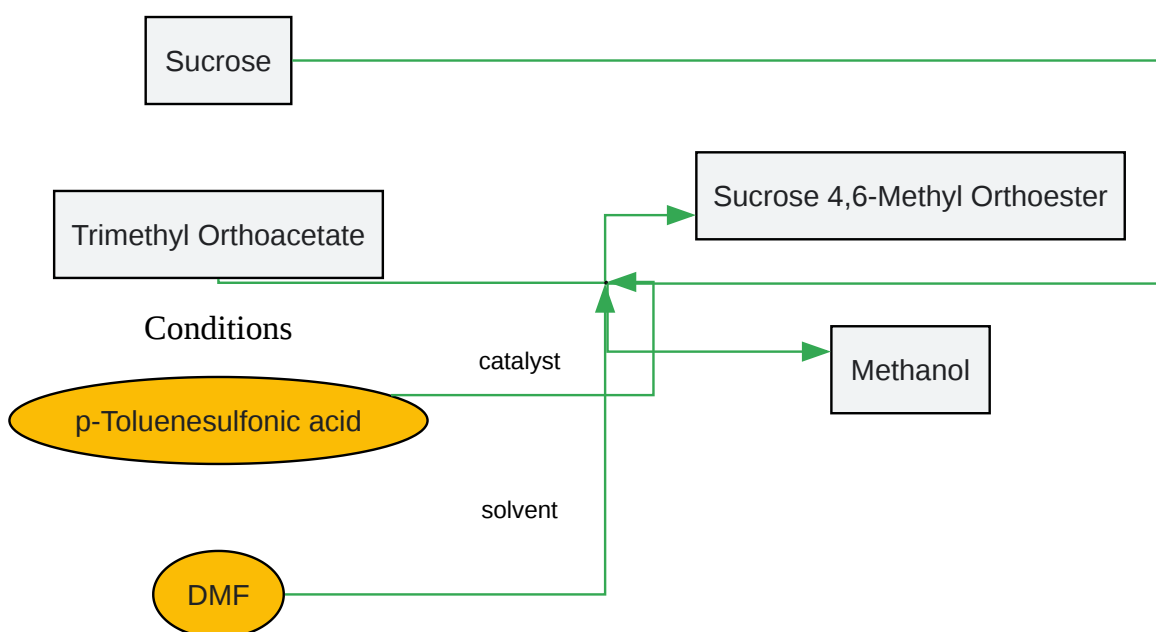 Sucrose
Sucrose 4,6-Methyl Orthoester
Trimethyl Orthoacetate
Conditions
catalyst
Methanol
p-Toluenesulfonic acid
solvent
DMF